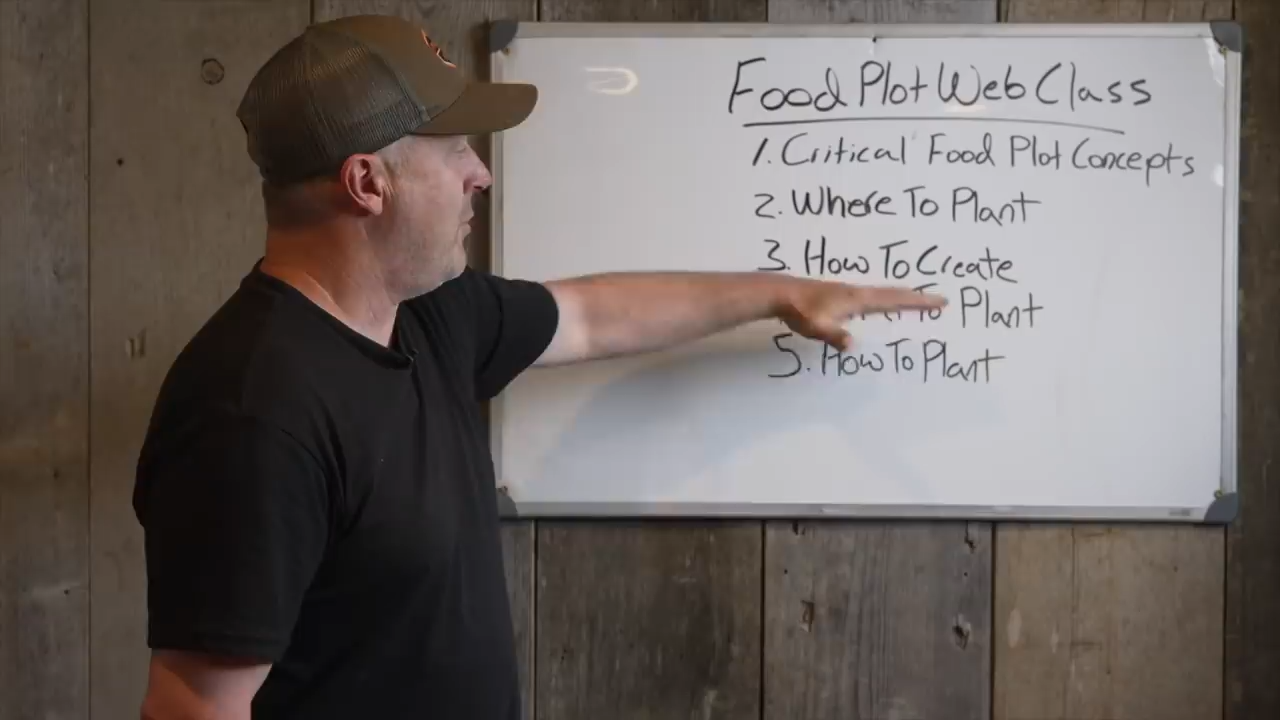 Food Plot Web Class
1. Critical Food Plot Concepts
2. Where To Plant
3. How To Create
To Plant
5. How To Plant